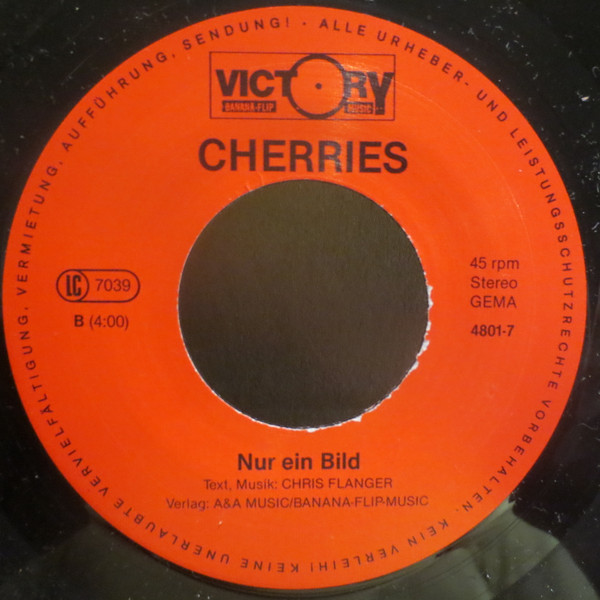 ALLE URHEBER- UND LEISTUNGSSCHUTZRECHTE VORBEHALTEN. KEIN VERLEIH! KEINE UNERLAUBTE VERVIELFÄLTIGUNG, VERMIETUNG, AUFFÜHRUNG, SENDUNG! ·
VICTORY
BANANA-FLIP MUSIC
CHERRIES
LC 7039
B (4:00)
45 rpm
Stereo
GEMA
4801-7
Nur ein Bild
Text, Musik: CHRIS FLANGER
Verlag: A&A MUSIC/BANANA-FLIP-MUSIC